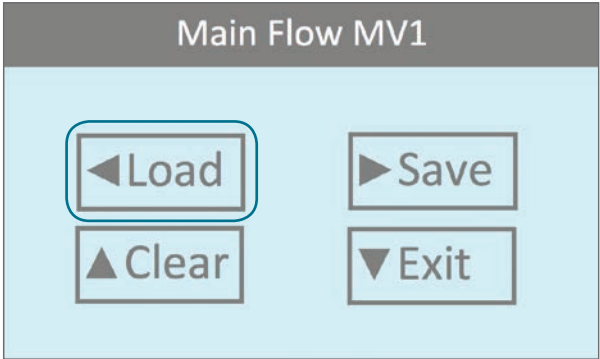 Main Flow MV1
◀Load
▶Save
▲Clear
▼Exit